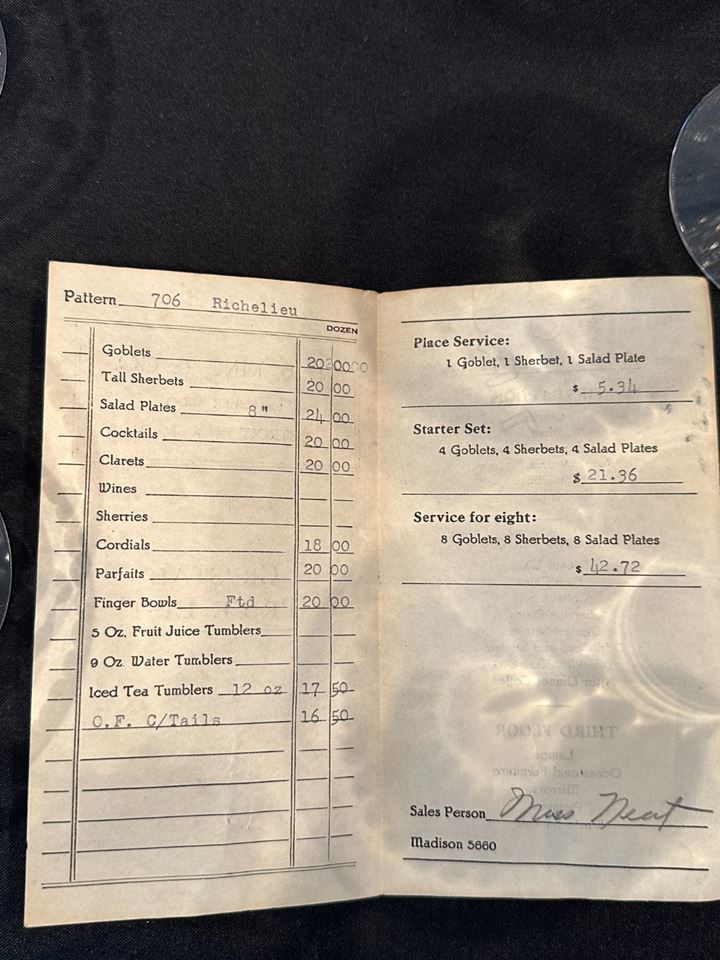 Pattern 706 Richelieu
DOZEN
Goblets 20 00
Tall Sherbets 20 00
Salad Plates 8" 24 00
Cocktails 20 00
Clarets 20 00
Wines
Sherries
Cordials 18 00
Parfaits 20 00
Finger Bowls Ftd 20 00
5 Oz. Fruit Juice Tumblers
9 Oz Water Tumblers
Iced Tea Tumblers 12 oz 17 50
O.F. C/Tails 16 50
Place Service:
1 Goblet, 1 Sherbet, 1 Salad Plate
$ 5.34
Starter Set:
4 Goblets, 4 Sherbets, 4 Salad Plates
$ 21.36
Service for eight:
8 Goblets, 8 Sherbets, 8 Salad Plates
$ 42.72
THIRD FLOOR
Lamps
Occasional Furniture
Mirrors
Sales Person Miss Neat
Madison 5660